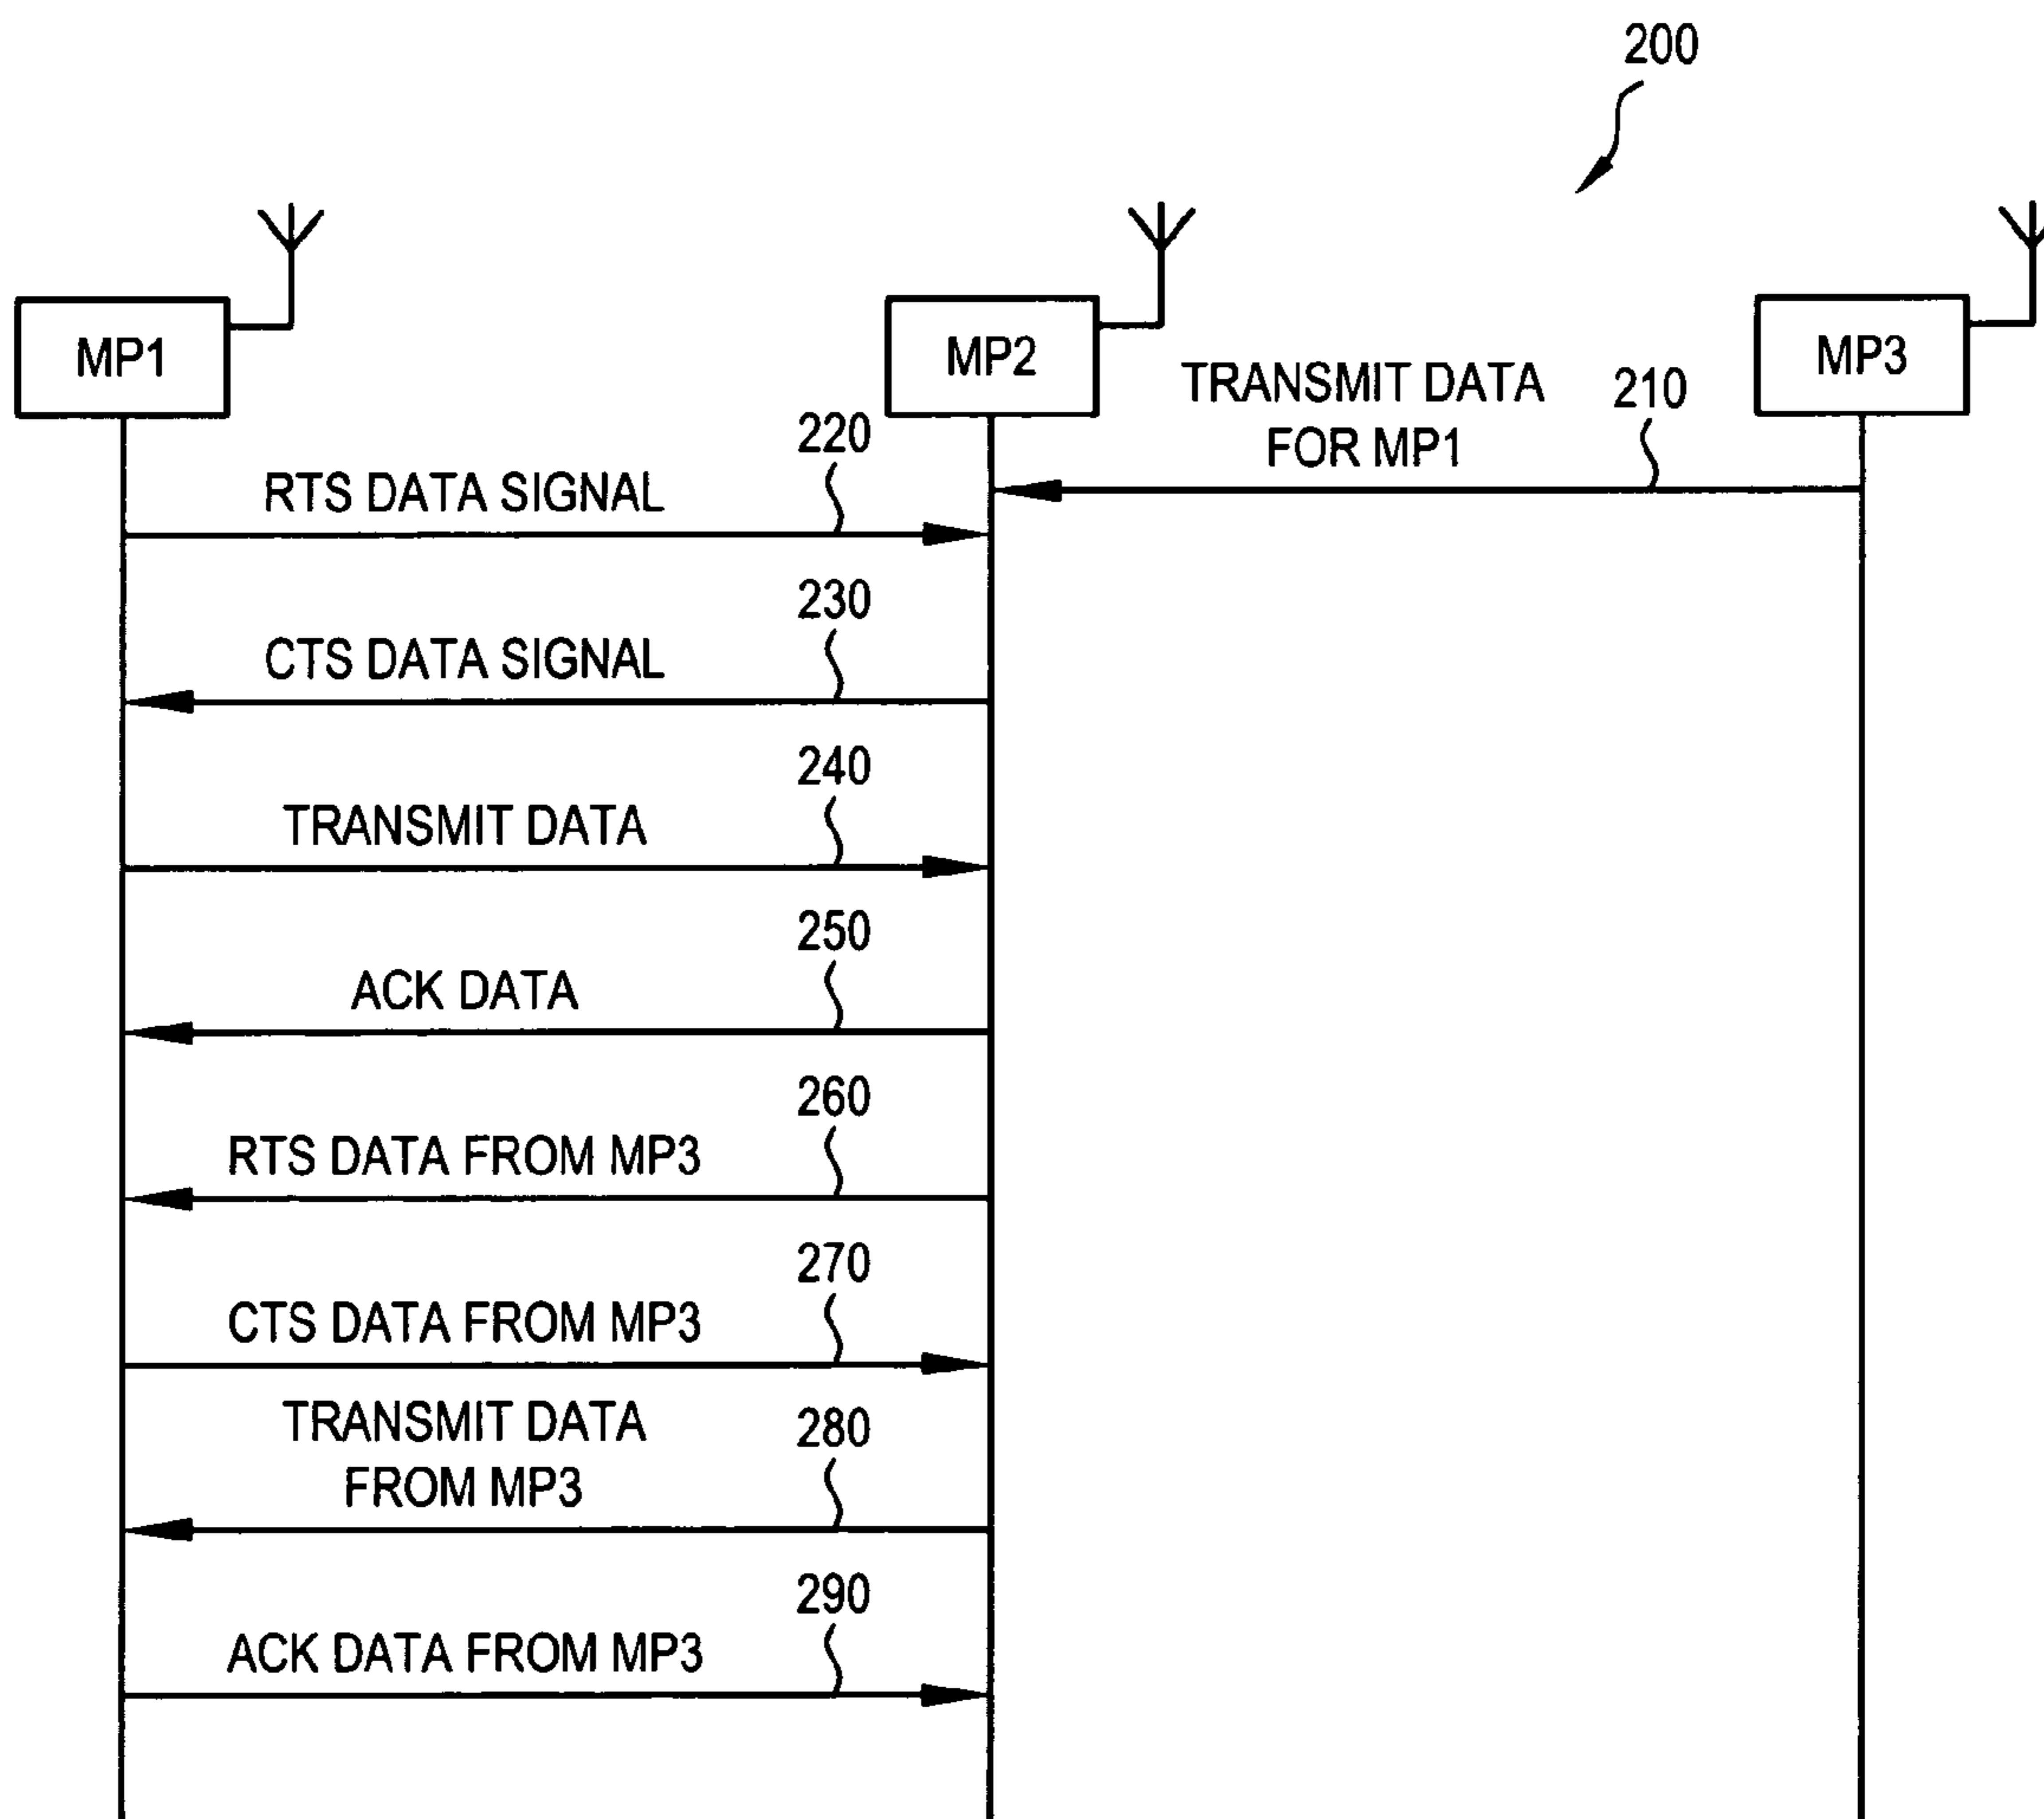 200
MP1
MP2
MP3
TRANSMIT DATA
FOR MP1
210
220
RTS DATA SIGNAL
230
CTS DATA SIGNAL
240
TRANSMIT DATA
250
ACK DATA
260
RTS DATA FROM MP3
270
CTS DATA FROM MP3
280
TRANSMIT DATA
FROM MP3
290
ACK DATA FROM MP3